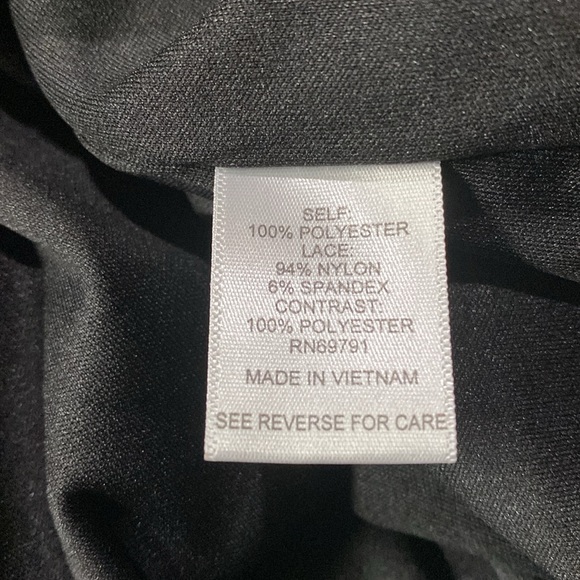 SELF:
100% POLYESTER
LACE:
94% NYLON
6% SPANDEX
CONTRAST:
100% POLYESTER
RN69791
MADE IN VIETNAM
SEE REVERSE FOR CARE